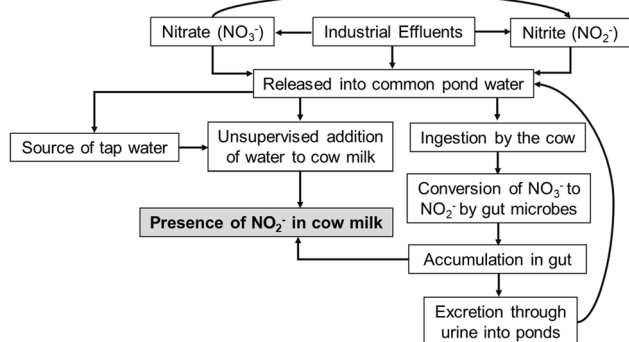 Nitrate (NO₃⁻)
Industrial Effluents
Nitrite (NO₂⁻)
Released into common pond water
Source of tap water
Unsupervised addition
of water to cow milk
Ingestion by the cow
Conversion of NO₃⁻ to
NO₂⁻ by gut microbes
Presence of NO₂⁻ in cow milk
Accumulation in gut
Excretion through
urine into ponds